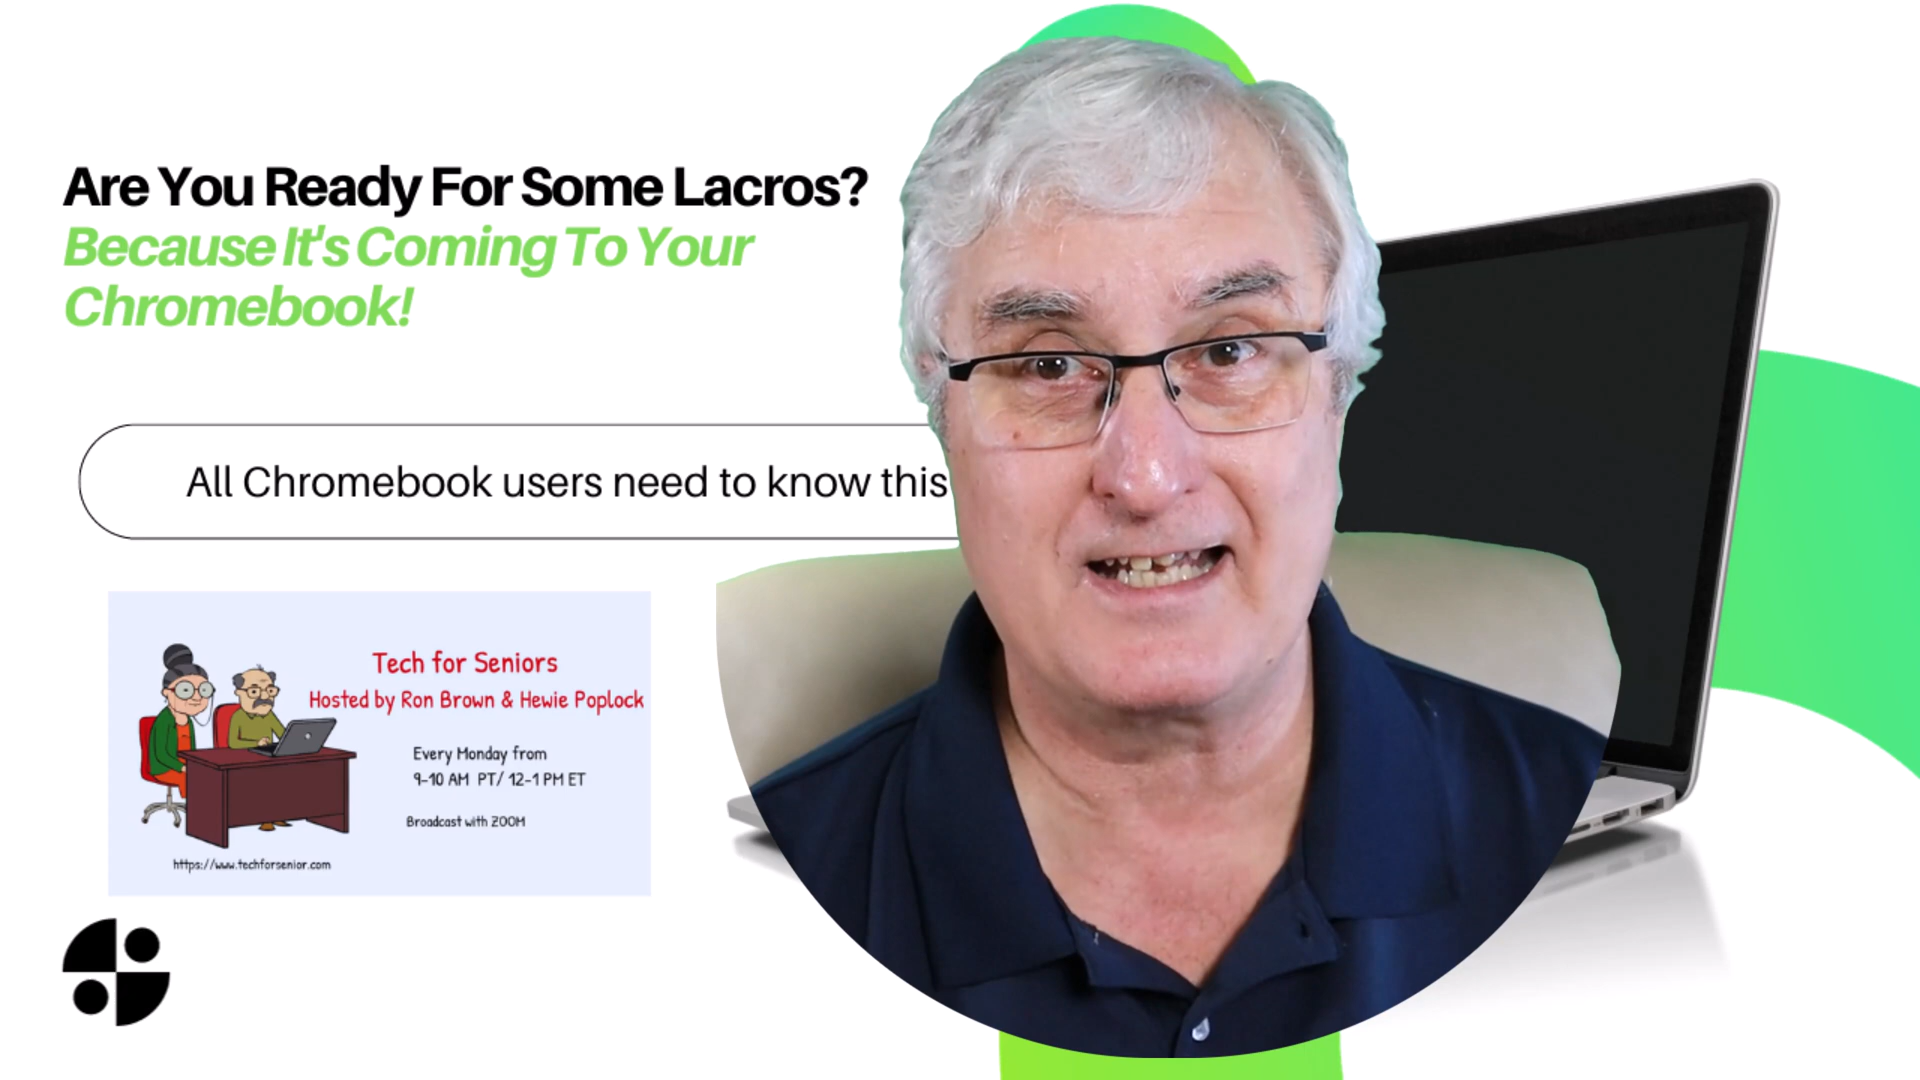 Are You Ready For Some Lacros?
Because It's Coming To Your
Chromebook!
All Chromebook users need to know this
Tech for Seniors
Hosted by Ron Brown & Hewie Poplock
Every Monday from
9-10 AM PT/ 12-1 PM ET
Broadcast with ZOOM
https://www.techforsenior.com